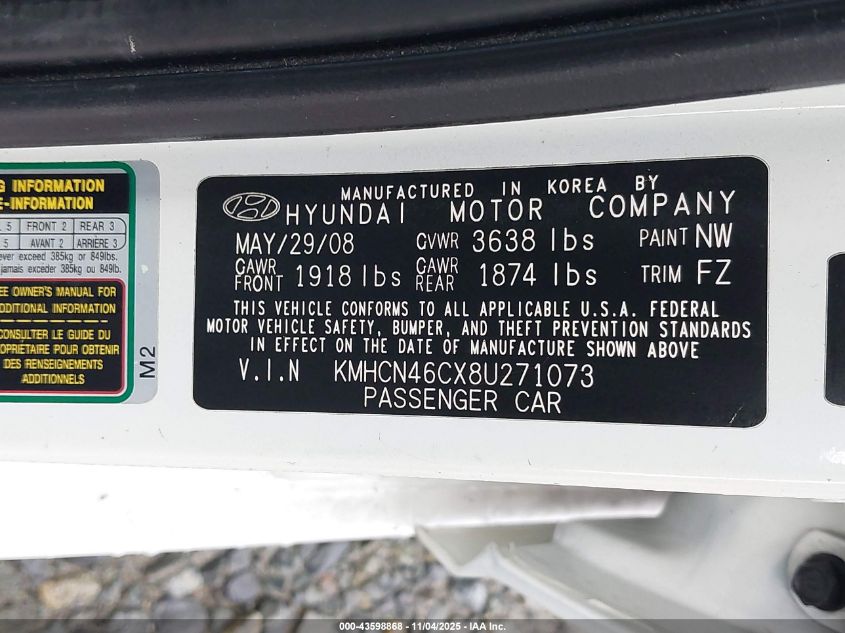 G INFORMATION
E-INFORMATION
5 FRONT 2 REAR 3
5 AVANT 2 ARRIÈRE 3
ever exceed 385kg or 849lbs.
jamais exceder 385kg ou 849lb.
EE OWNER'S MANUAL FOR
DDITIONAL INFORMATION
CONSULTER LE GUIDE DU
PROPRIETAIRE POUR OBTENIR
DES RENSEIGNEMENTS
ADDITIONNELS
M2
MANUFACTURED IN KOREA BY
HYUNDAI MOTOR COMPANY
MAY/29/08 GVWR 3638 lbs PAINT NW
GAWR FRONT 1918 lbs GAWR REAR 1874 lbs TRIM FZ
THIS VEHICLE CONFORMS TO ALL APPLICABLE U.S.A. FEDERAL
MOTOR VEHICLE SAFETY, BUMPER, AND THEFT PREVENTION STANDARDS
IN EFFECT ON THE DATE OF MANUFACTURE SHOWN ABOVE
V.I.N KMHCN46CX8U271073
PASSENGER CAR
000-43598868 - 11/04/2025 - IAA Inc.